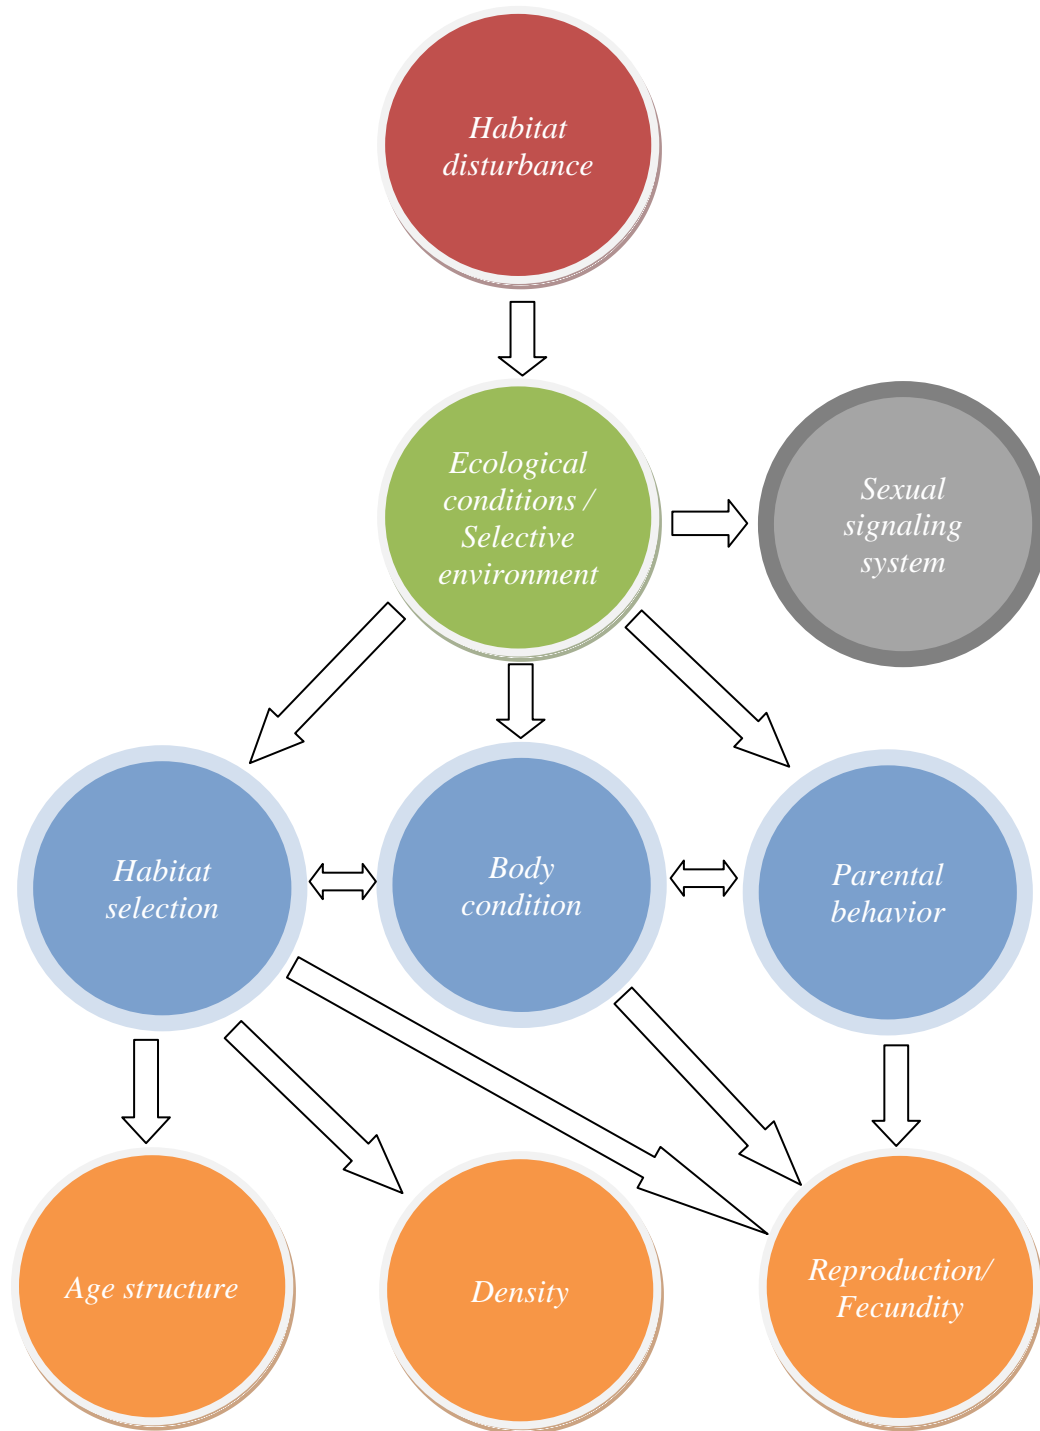 Habitat
disturbance
Ecological
conditions /
Selective
environment
Sexual
signaling
system
Habitat
selection
Body
condition
Parental
behavior
Age structure
Density
Reproduction/
Fecundity